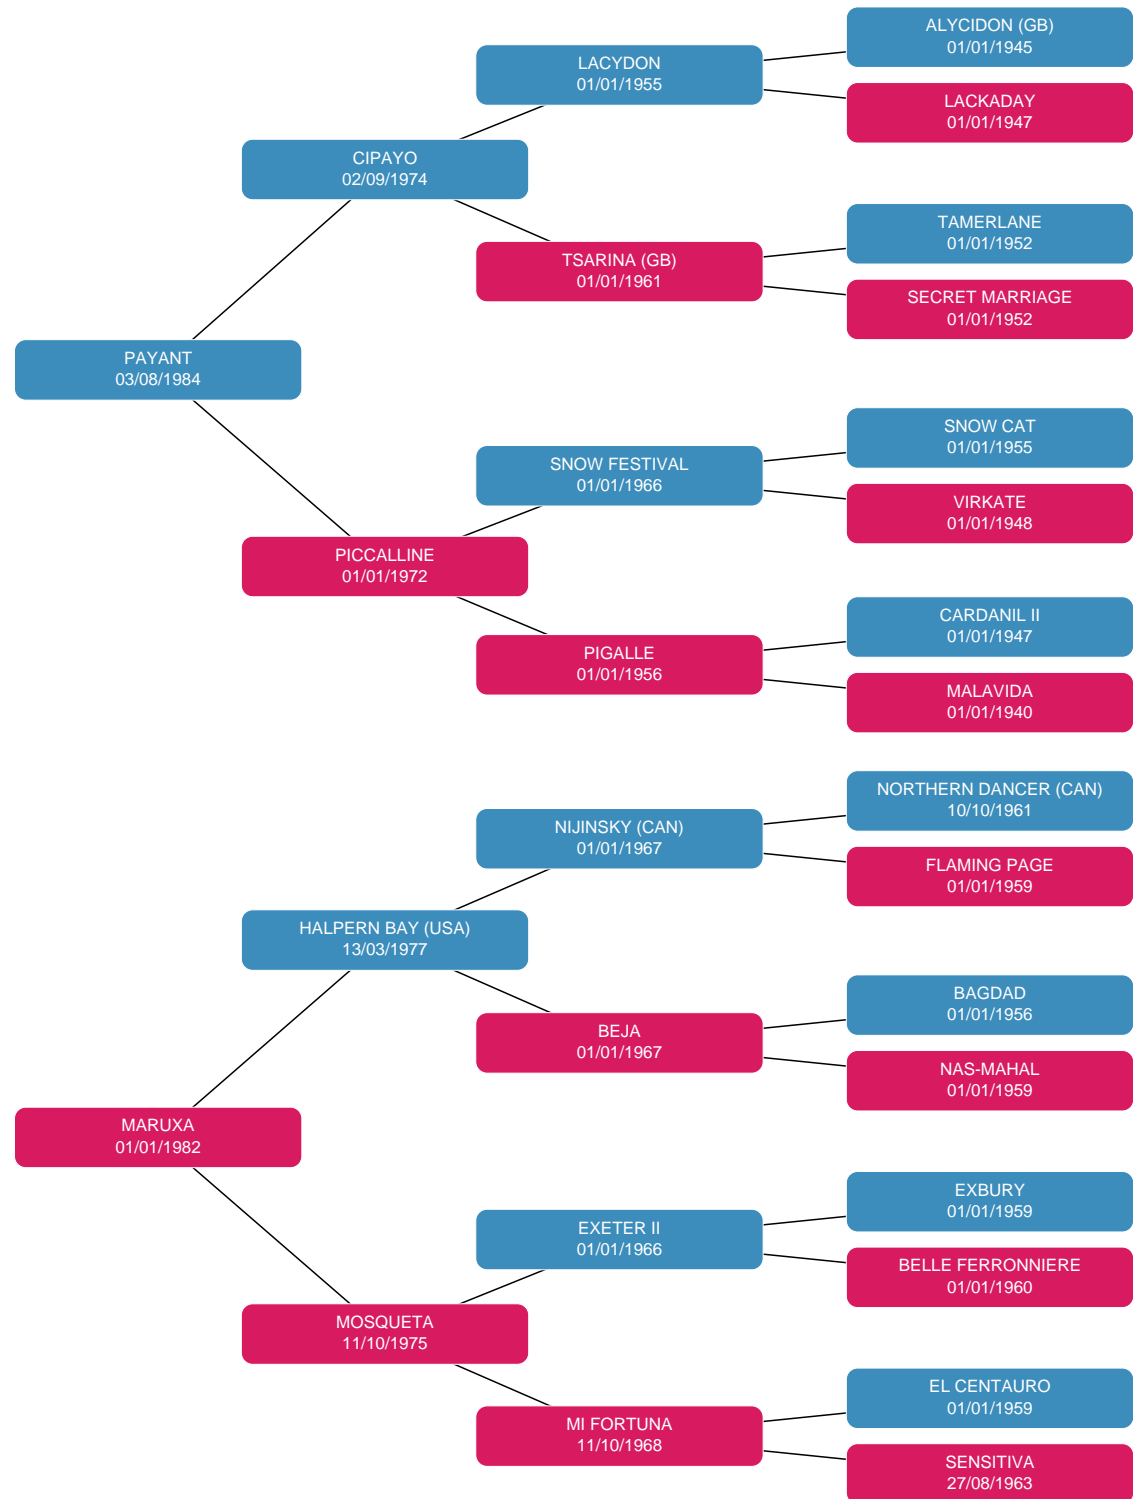 ALYCIDON (GB)
01/01/1945
LACYDON
01/01/1955
LACKADAY
01/01/1947
CIPAYO
02/09/1974
TAMERLANE
01/01/1952
TSARINA (GB)
01/01/1961
SECRET MARRIAGE
01/01/1952
PAYANT
03/08/1984
SNOW CAT
01/01/1955
SNOW FESTIVAL
01/01/1966
VIRKATE
01/01/1948
PICCALLINE
01/01/1972
CARDANIL II
01/01/1947
PIGALLE
01/01/1956
MALAVIDA
01/01/1940
NORTHERN DANCER (CAN)
10/10/1961
NIJINSKY (CAN)
01/01/1967
FLAMING PAGE
01/01/1959
HALPERN BAY (USA)
13/03/1977
BAGDAD
01/01/1956
BEJA
01/01/1967
NAS-MAHAL
01/01/1959
MARUXA
01/01/1982
EXBURY
01/01/1959
EXETER II
01/01/1966
BELLE FERRONNIERE
01/01/1960
MOSQUETA
11/10/1975
EL CENTAURO
01/01/1959
MI FORTUNA
11/10/1968
SENSITIVA
27/08/1963